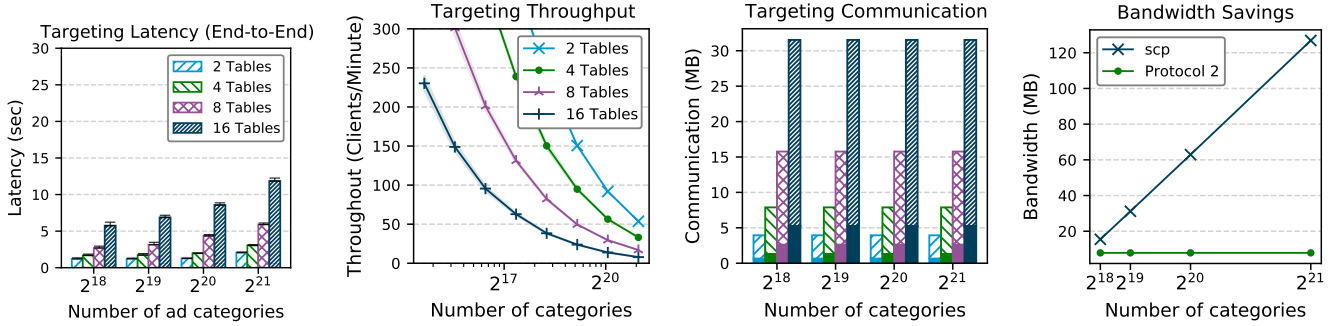 Targeting Latency (End-to-End)
Latency (sec)
30
25
20
15
10
5
0
2 Tables
4 Tables
8 Tables
16 Tables
2^18
2^19
2^20
2^21
Number of ad categories
Targeting Throughput
Throughout (Clients/Minute)
300
250
200
150
100
50
0
2 Tables
4 Tables
8 Tables
16 Tables
2^17
2^20
Number of categories
Targeting Communication
Communication (MB)
30
25
20
15
10
5
0
2^18
2^19
2^20
2^21
Number of categories
Bandwidth Savings
Bandwidth (MB)
120
100
80
60
40
20
scp
Protocol 2
2^18
2^19
2^20
2^21
Number of categories